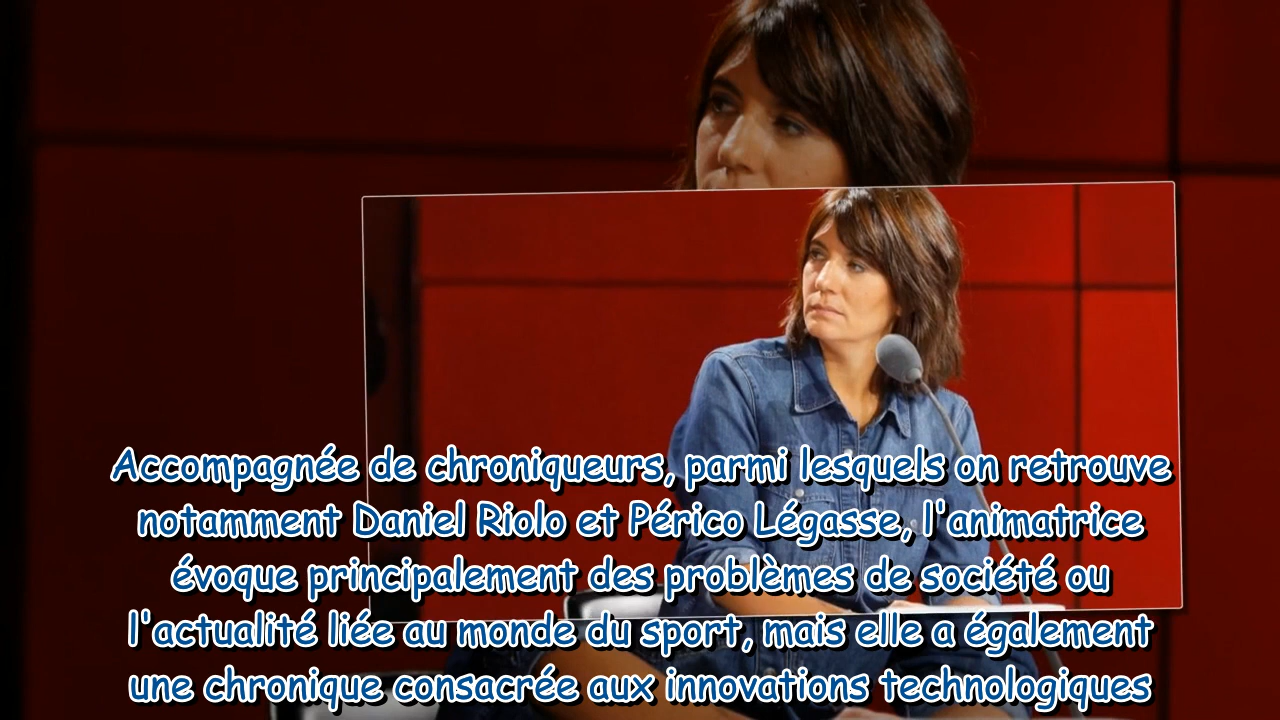 Accompagnée de chroniqueurs, parmi lesquels on retrouve
notamment Daniel Riolo et Périco Légasse, l'animatrice
évoque principalement des problèmes de société ou
l'actualité liée au monde du sport, mais elle a également
une chronique consacrée aux innovations technologiques